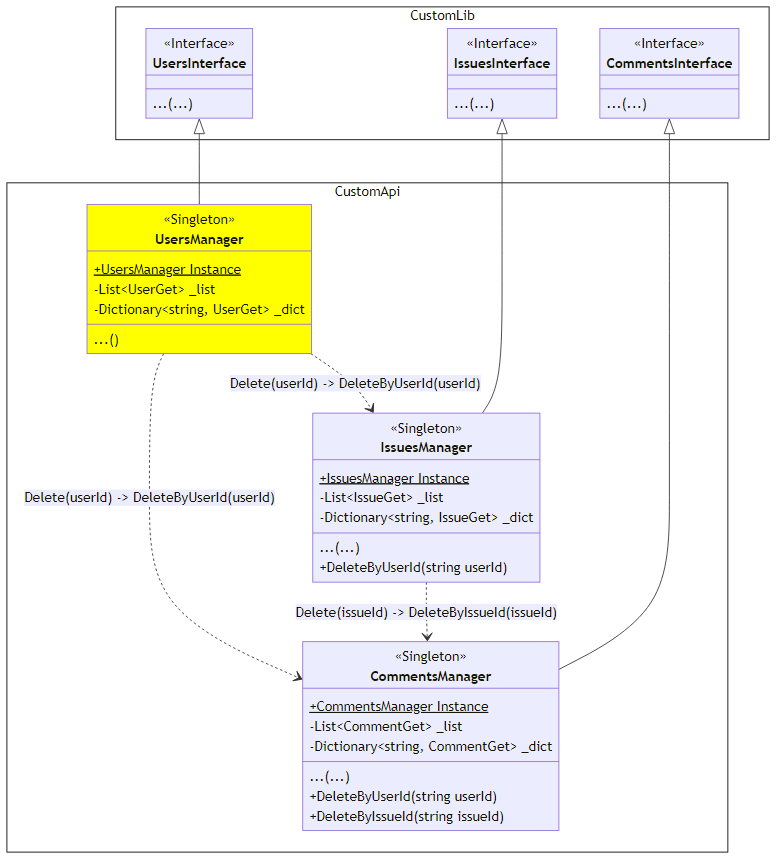 CustomLib
«Interface»
UsersInterface
...(...)
«Interface»
IssuesInterface
...(...)
«Interface»
CommentsInterface
...(...)
CustomApi
«Singleton»
UsersManager
+UsersManager Instance
-List<UserGet> _list
-Dictionary<string, UserGet> _dict
...()
Delete(userId) -> DeleteByUserId(userId)
«Singleton»
IssuesManager
+IssuesManager Instance
-List<IssueGet> _list
-Dictionary<string, IssueGet> _dict
...(...)
+DeleteByUserId(string userId)
Delete(userId) -> DeleteByUserId(userId)
Delete(issueId) -> DeleteByIssueId(issueId)
«Singleton»
CommentsManager
+CommentsManager Instance
-List<CommentGet> _list
-Dictionary<string, CommentGet> _dict
...(...)
+DeleteByUserId(string userId)
+DeleteByIssueId(string issueId)